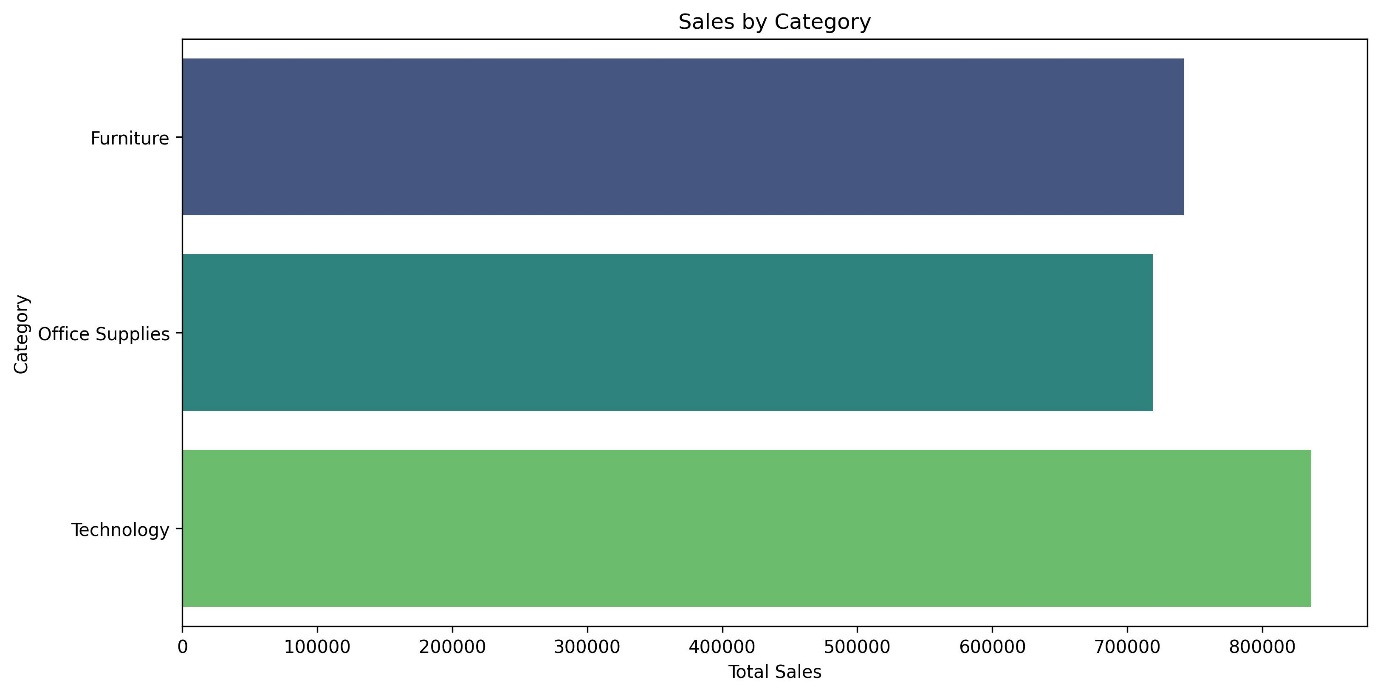 Sales by Category
Category
Furniture
Office Supplies
Technology
0 100000 200000 300000 400000 500000 600000 700000 800000
Total Sales